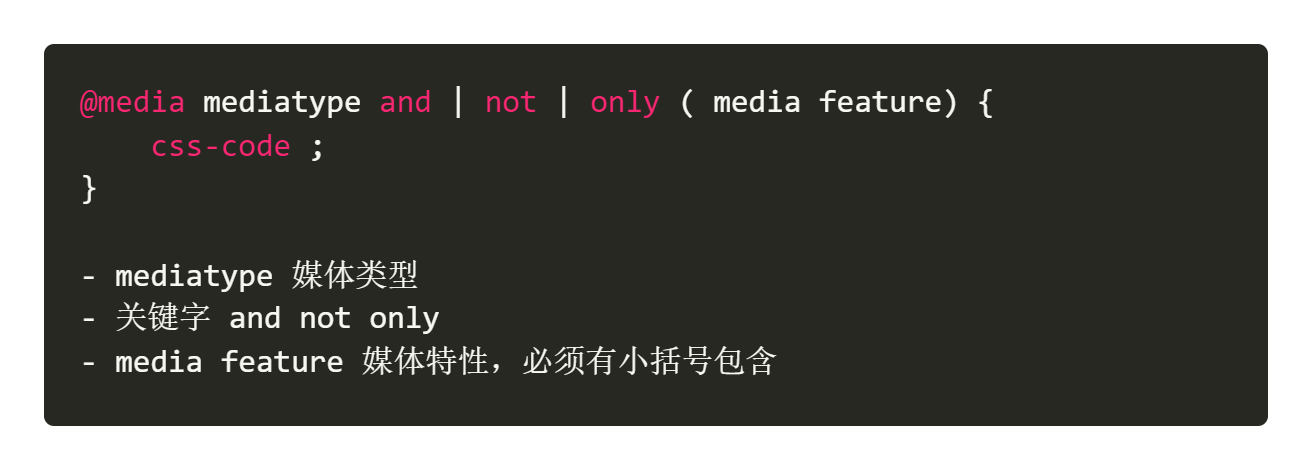 @media mediatype and | not | only ( media feature) {
    css-code ;
}
- mediatype 媒体类型
- 关键字 and not only
- media feature 媒体特性，必须有小括号包含